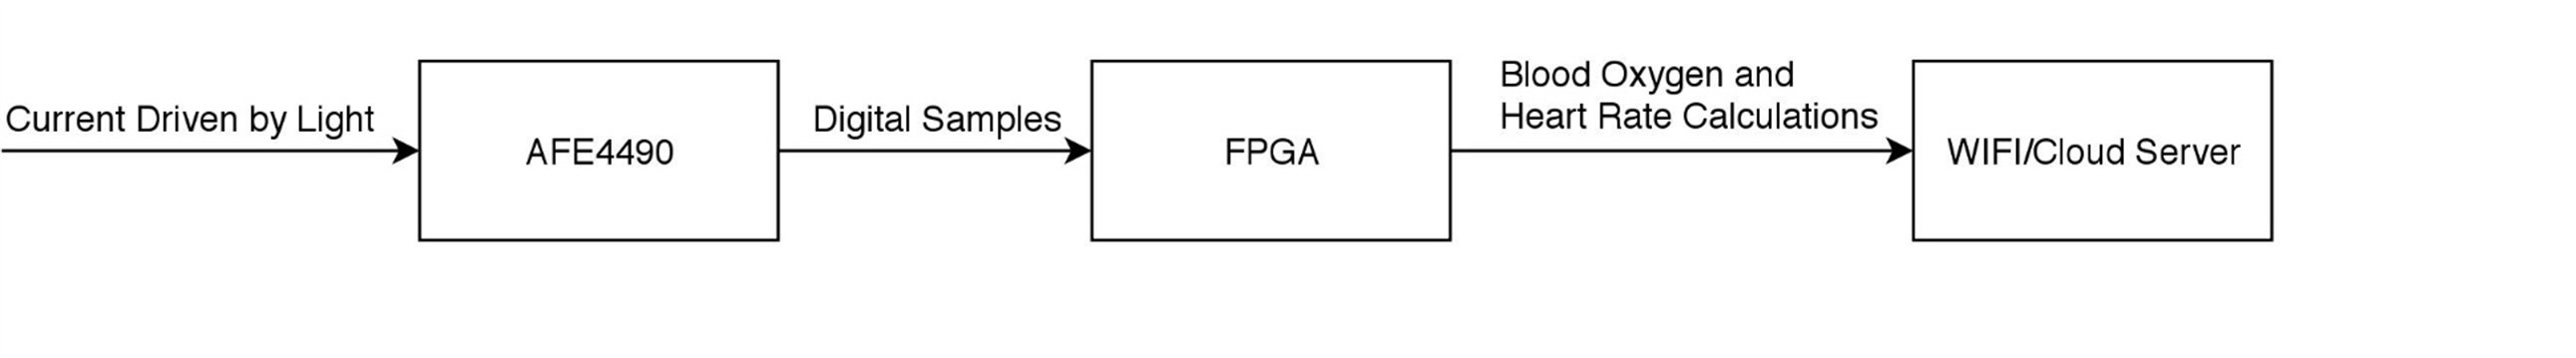 Current Driven by Light
AFE4490
Digital Samples
FPGA
Blood Oxygen and
Heart Rate Calculations
WIFI/Cloud Server